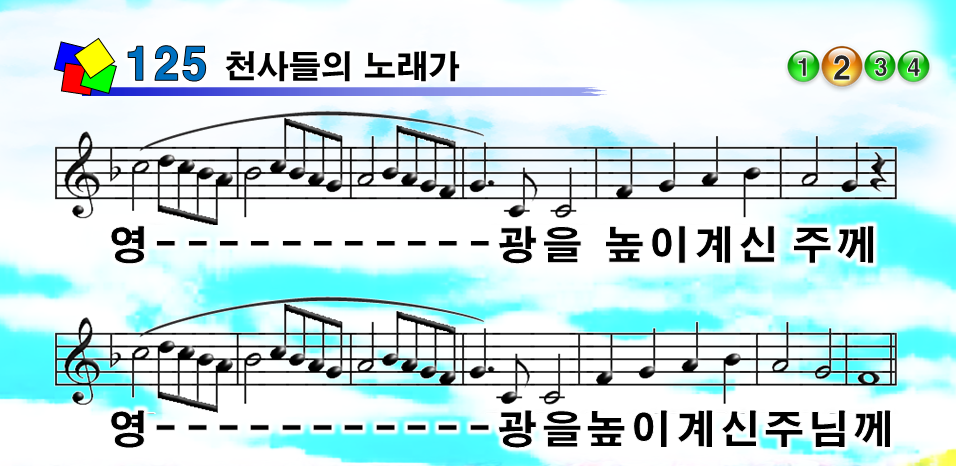 125 천사들의 노래가
1 2 3 4
영------------광을 높이계신 주께
영------------광을높이계신주님께